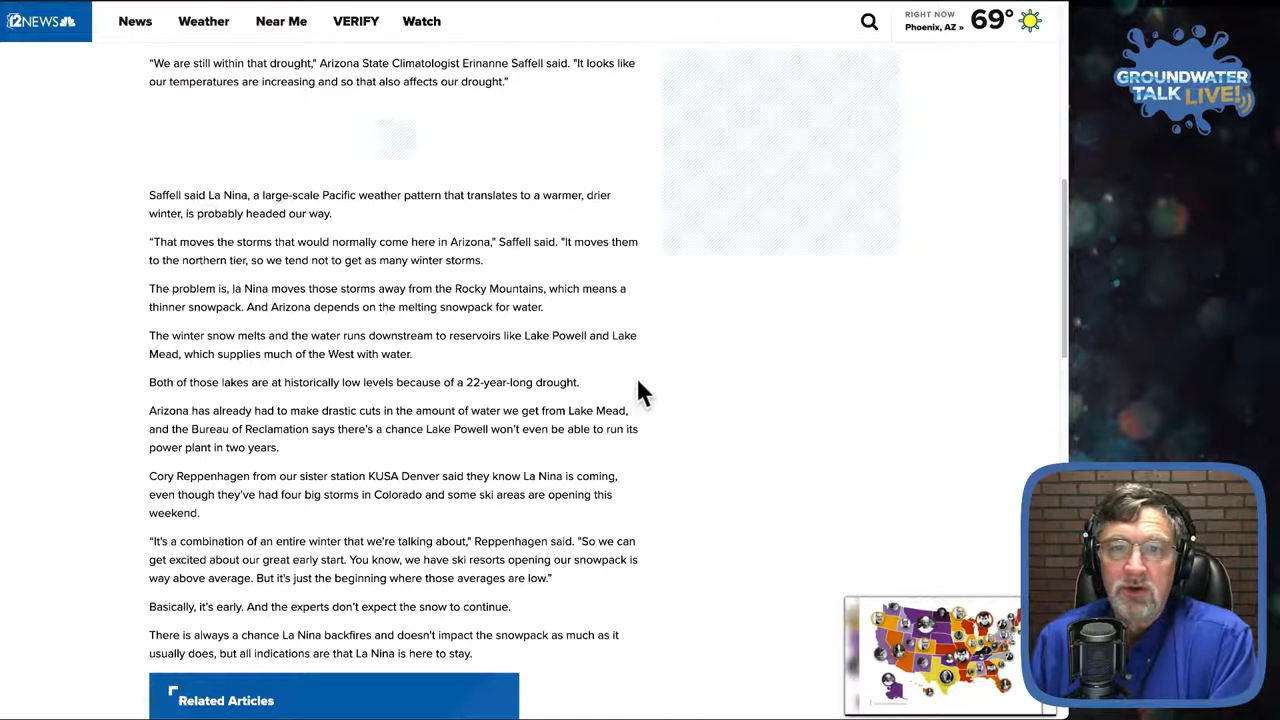 12NEWS
News
Weather
Near Me
VERIFY
Watch
RIGHT NOW
Phoenix, AZ »
69°
GROUNDWATER
TALK LIVE!
“We are still within that drought," Arizona State Climatologist Erinanne Saffell said. "It looks like
our temperatures are increasing and so that also affects our drought.”
Saffell said La Nina, a large-scale Pacific weather pattern that translates to a warmer, drier
winter, is probably headed our way.
“That moves the storms that would normally come here in Arizona," Saffell said. "It moves them
to the northern tier, so we tend not to get as many winter storms.
The problem is, la Nina moves those storms away from the Rocky Mountains, which means a
thinner snowpack. And Arizona depends on the melting snowpack for water.
The winter snow melts and the water runs downstream to reservoirs like Lake Powell and Lake
Mead, which supplies much of the West with water.
Both of those lakes are at historically low levels because of a 22-year-long drought.
Arizona has already had to make drastic cuts in the amount of water we get from Lake Mead,
and the Bureau of Reclamation says there’s a chance Lake Powell won’t even be able to run its
power plant in two years.
Cory Reppenhagen from our sister station KUSA Denver said they know La Nina is coming,
even though they’ve had four big storms in Colorado and some ski areas are opening this
weekend.
“It's a combination of an entire winter that we're talking about," Reppenhagen said. "So we can
get excited about our great early start. You know, we have ski resorts opening our snowpack is
way above average. But it's just the beginning where those averages are low.”
Basically, it’s early. And the experts don’t expect the snow to continue.
There is always a chance La Nina backfires and doesn’t impact the snowpack as much as it
usually does, but all indications are that La Nina is here to stay.
Related Articles